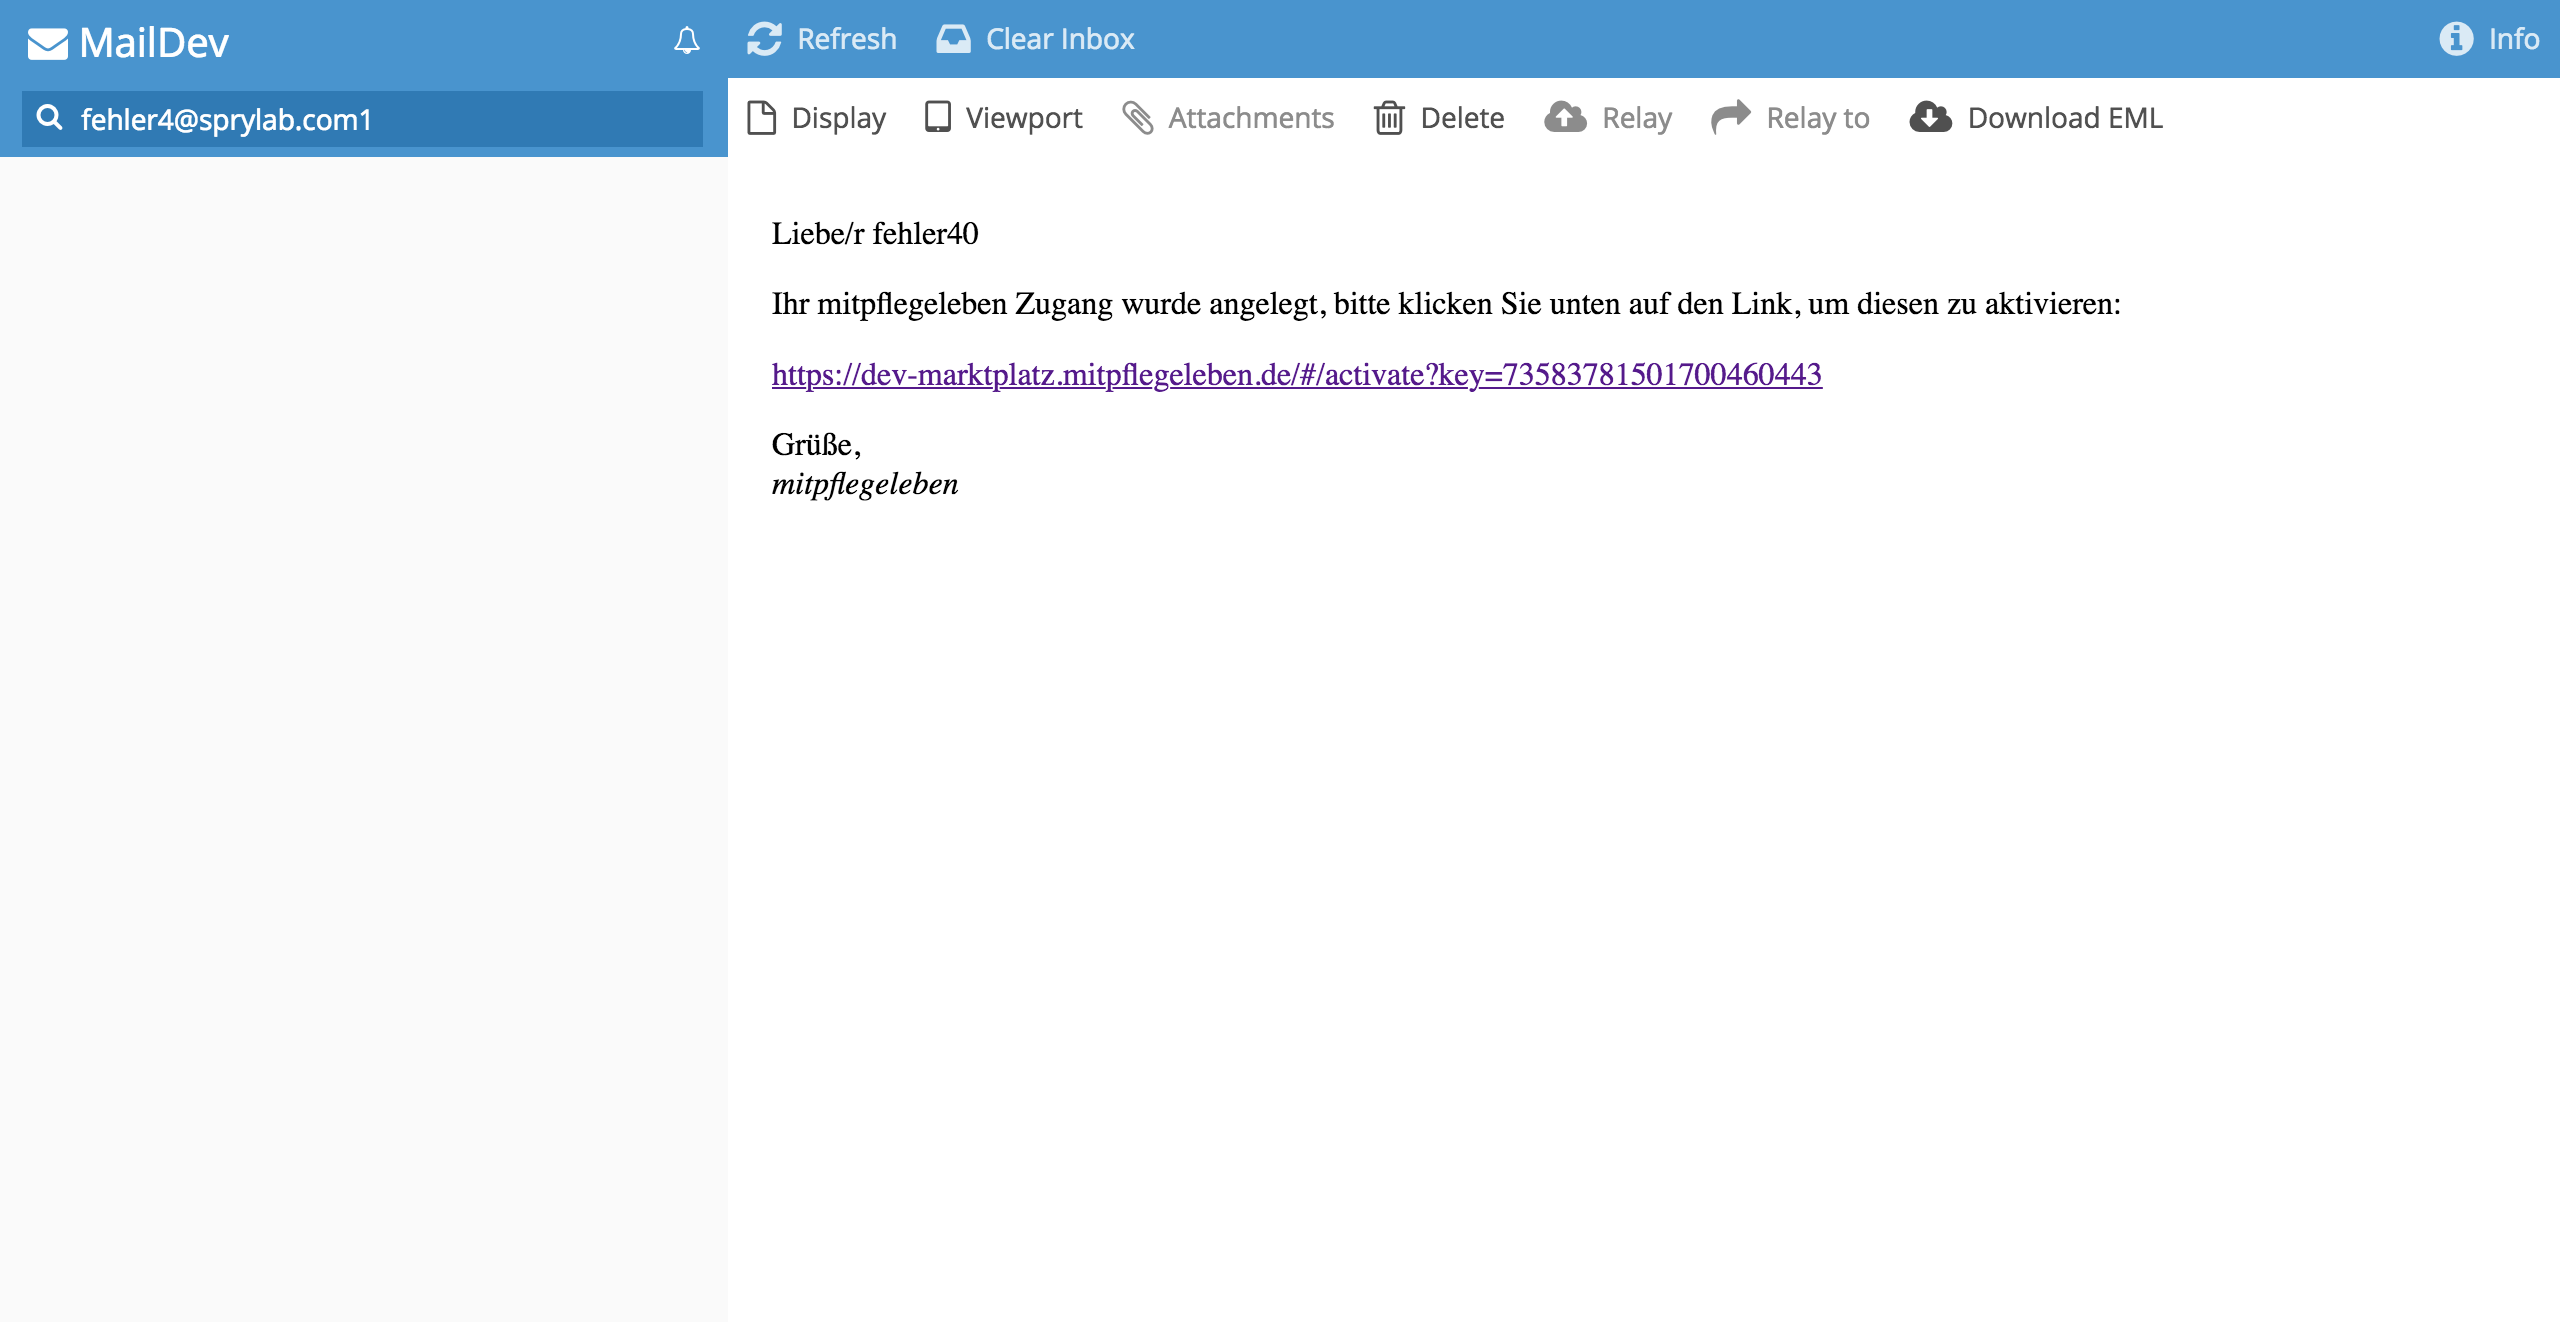 MailDev
Refresh
Clear Inbox
Info
fehler4@sprylab.com1
Display
Viewport
Attachments
Delete
Relay
Relay to
Download EML
Liebe/r fehler40
Ihr mitpflegeleben Zugang wurde angelegt, bitte klicken Sie unten auf den Link, um diesen zu aktivieren:
https://dev-marktplatz.mitpflegeleben.de/#/activate?key=73583781501700460443
Grüße,
mitpflegeleben